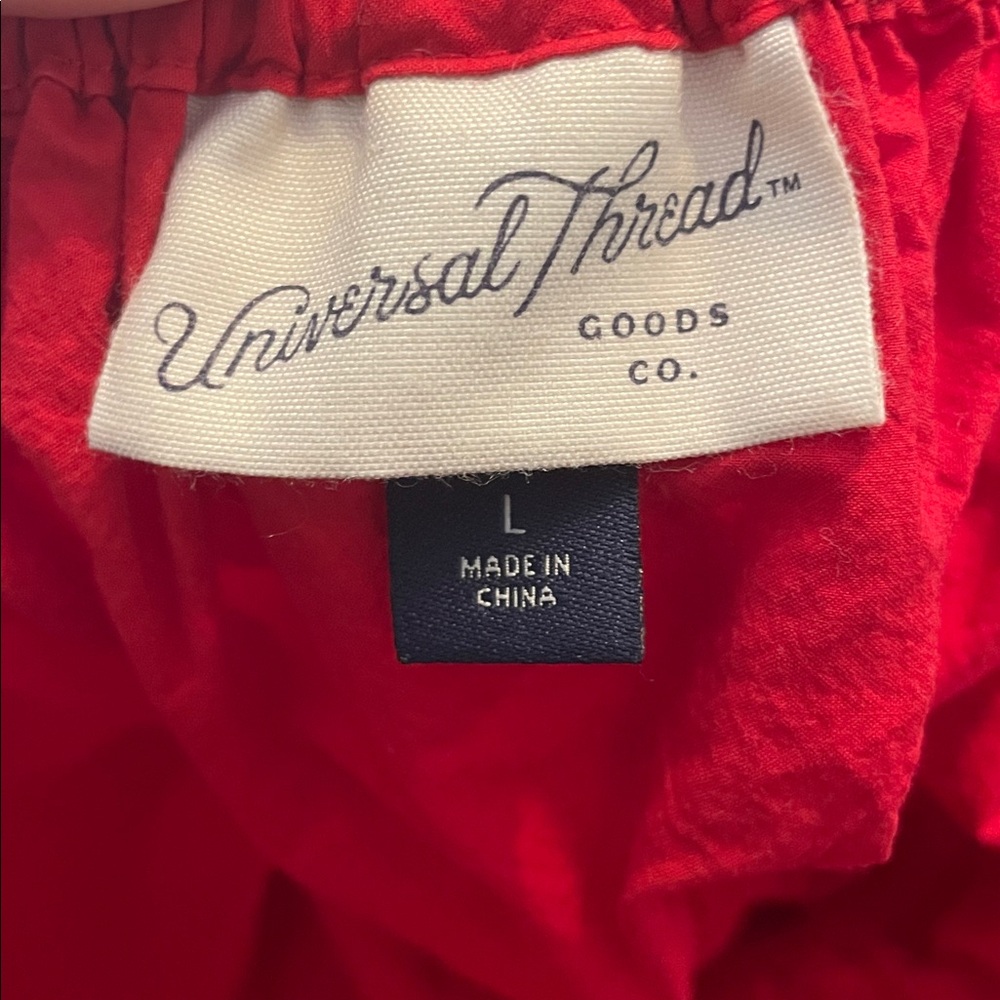 Universal Thread™
GOODS
CO.
L
MADE IN
CHINA